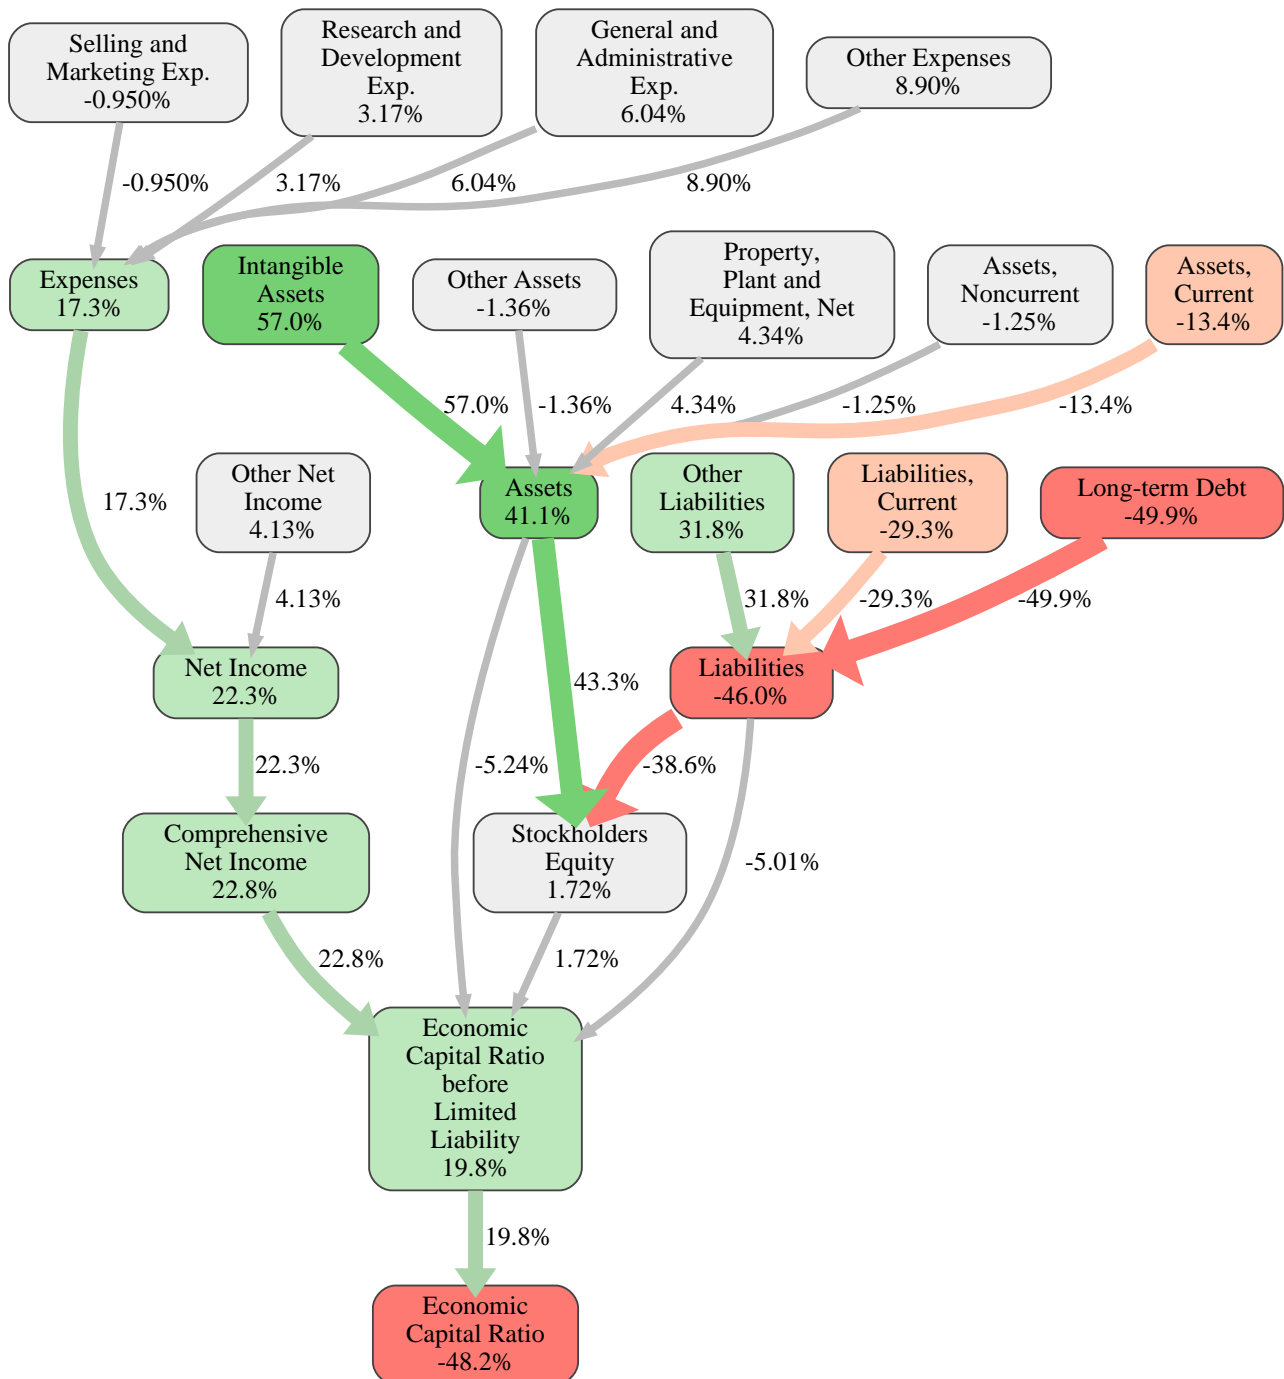 Selling and
Marketing Exp.
-0.950%
Research and
Development
Exp.
3.17%
General and
Administrative
Exp.
6.04%
Other Expenses
8.90%
-0.950%
3.17%
6.04%
8.90%
Expenses
17.3%
Intangible
Assets
57.0%
Other Assets
-1.36%
Property,
Plant and
Equipment, Net
4.34%
Assets,
Noncurrent
-1.25%
Assets,
Current
-13.4%
57.0%
-1.36%
4.34%
-1.25%
-13.4%
17.3%
Other Net
Income
4.13%
Assets
41.1%
Other
Liabilities
31.8%
Liabilities,
Current
-29.3%
Long-term Debt
-49.9%
4.13%
31.8%
-29.3%
-49.9%
Net Income
22.3%
43.3%
Liabilities
-46.0%
22.3%
-5.24%
-38.6%
Comprehensive
Net Income
22.8%
Stockholders
Equity
1.72%
-5.01%
22.8%
1.72%
Economic
Capital Ratio
before
Limited
Liability
19.8%
19.8%
Economic
Capital Ratio
-48.2%